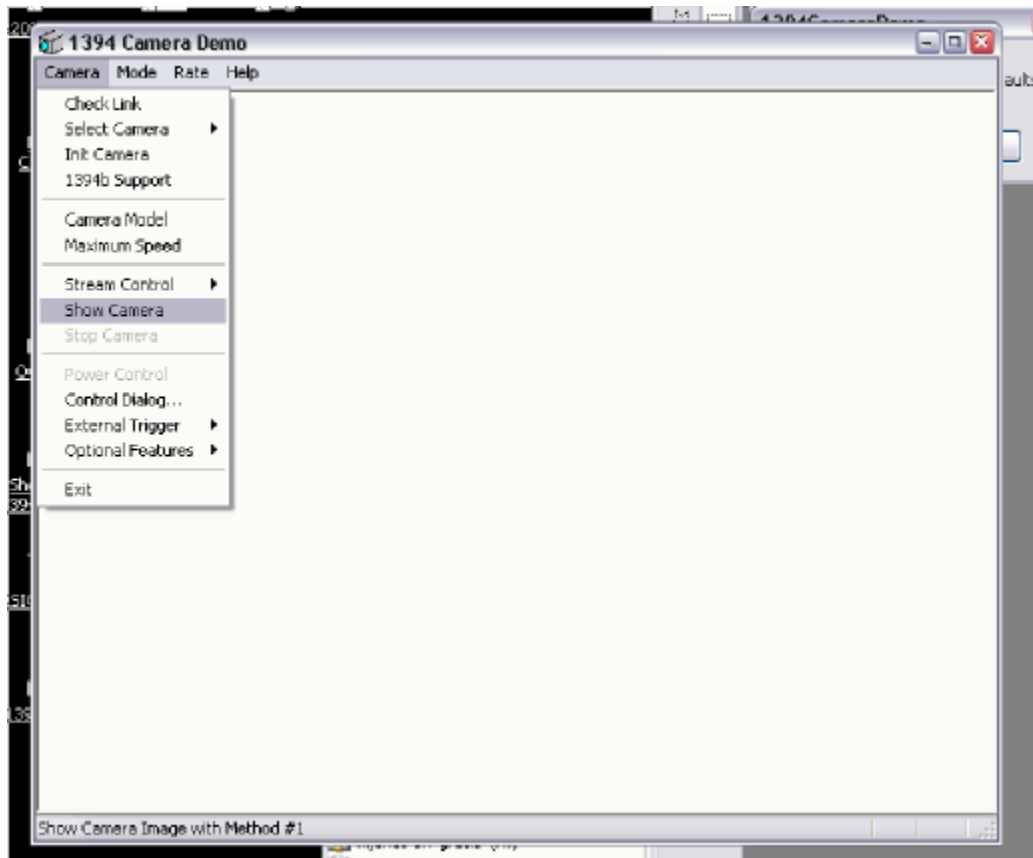 1394 Camera Demo
Camera Mode Rate Help
Check Link
Select Camera
Init Camera
1394b Support
Camera Model
Maximum Speed
Stream Control
Show Camera
Stop Camera
Power Control
Control Dialog...
External Trigger
Optional Features
Exit
Show Camera Image with Method #1